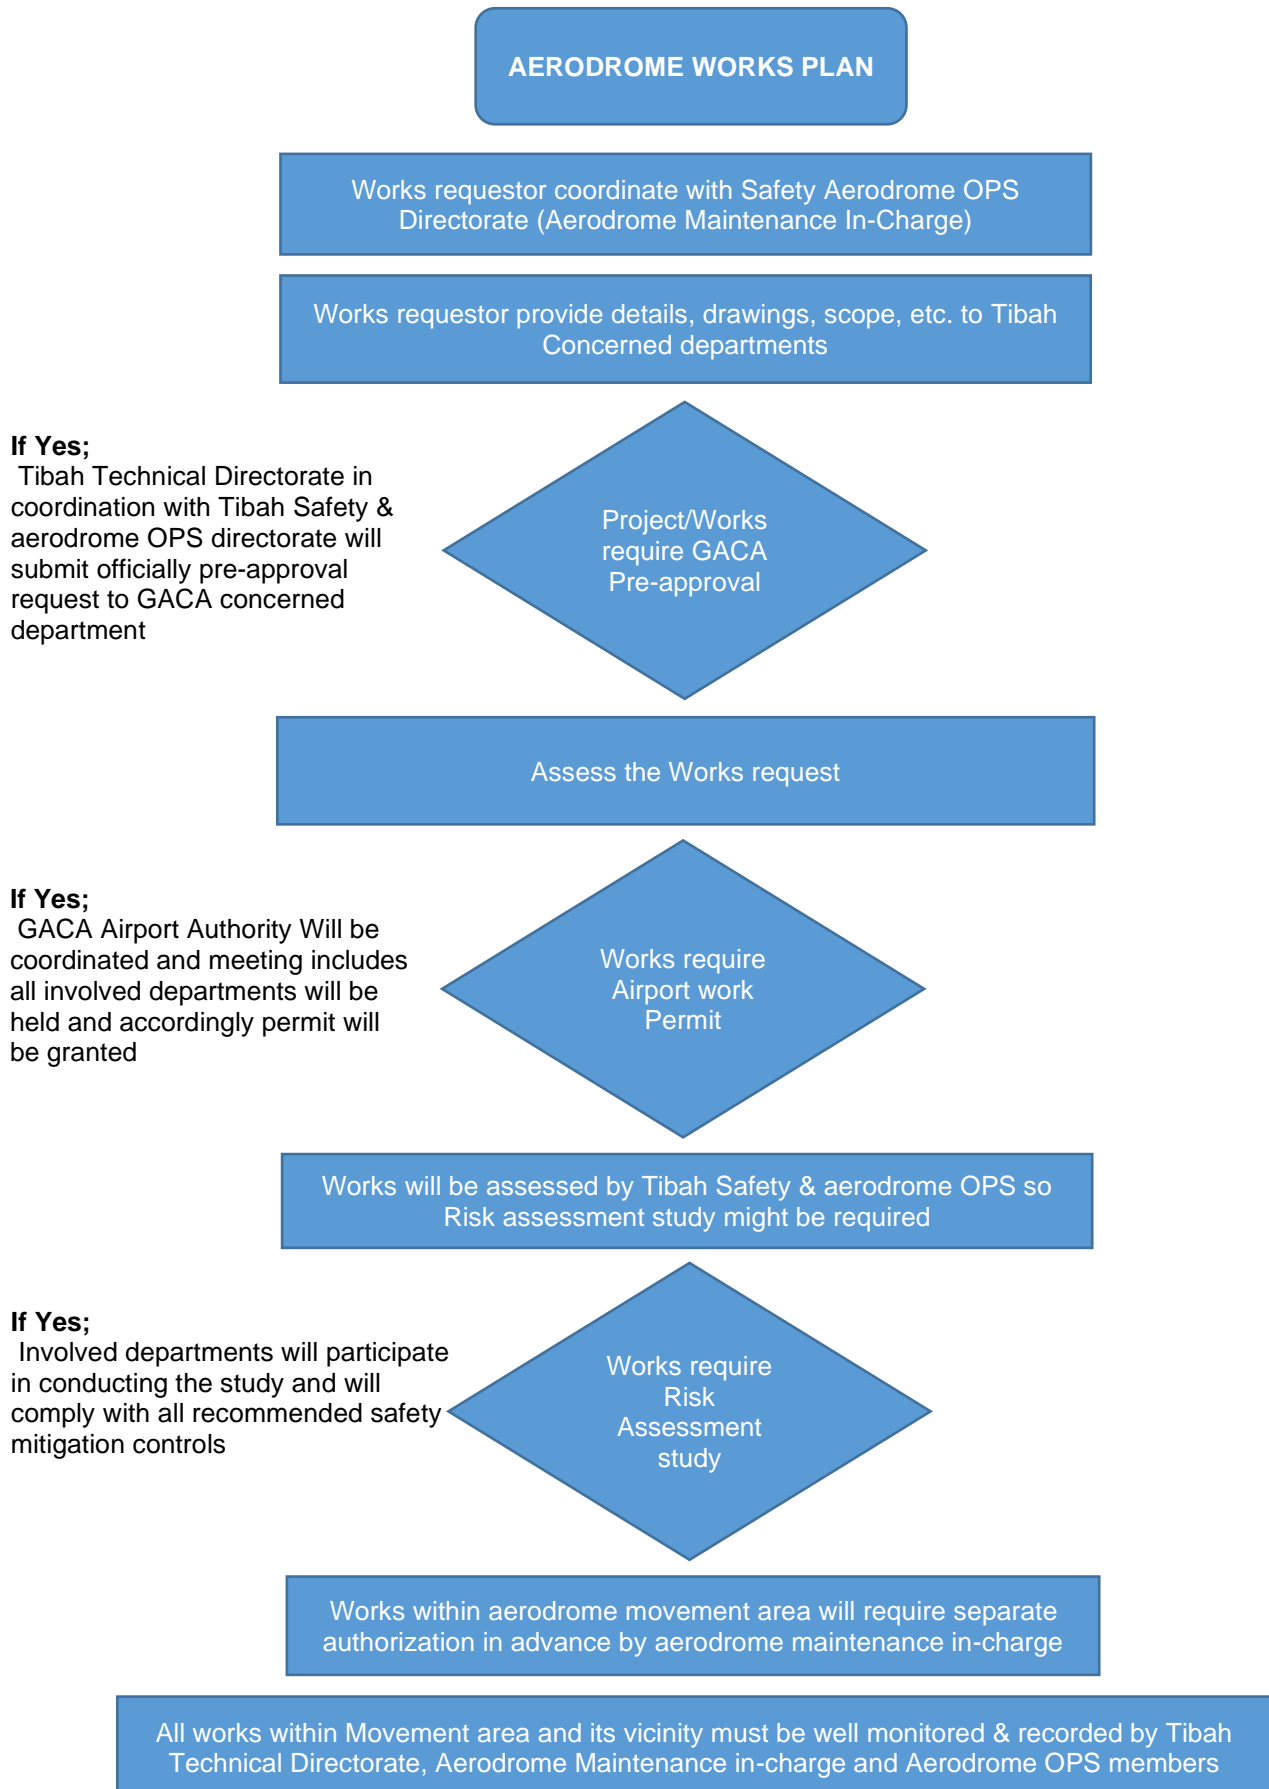 AERODROME WORKS PLAN
Works requestor coordinate with Safety Aerodrome OPS
Directorate (Aerodrome Maintenance In-Charge)
Works requestor provide details, drawings, scope, etc. to Tibah
Concerned departments
If Yes;
Tibah Technical Directorate in
coordination with Tibah Safety &
aerodrome OPS directorate will
submit officially pre-approval
request to GACA concerned
department
Project/Works
require GACA
Pre-approval
Assess the Works request
If Yes;
GACA Airport Authority Will be
coordinated and meeting includes
all involved departments will be
held and accordingly permit will
be granted
Works require
Airport work
Permit
Works will be assessed by Tibah Safety & aerodrome OPS so
Risk assessment study might be required
If Yes;
Involved departments will participate
in conducting the study and will
comply with all recommended safety
mitigation controls
Works require
Risk
Assessment
study
Works within aerodrome movement area will require separate
authorization in advance by aerodrome maintenance in-charge
All works within Movement area and its vicinity must be well monitored & recorded by Tibah
Technical Directorate, Aerodrome Maintenance in-charge and Aerodrome OPS members